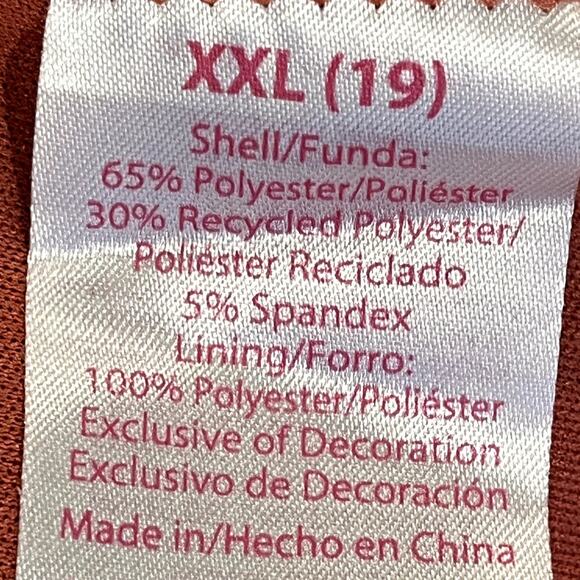 XXL (19)
Shell/Funda:
65% Polyester/Poliéster
30% Recycled Polyester/
Poliéster Reciclado
5% Spandex
Lining/Forro:
100% Polyester/Poliéster
Exclusive of Decoration
Exclusivo de Decoración
Made in/Hecho en China